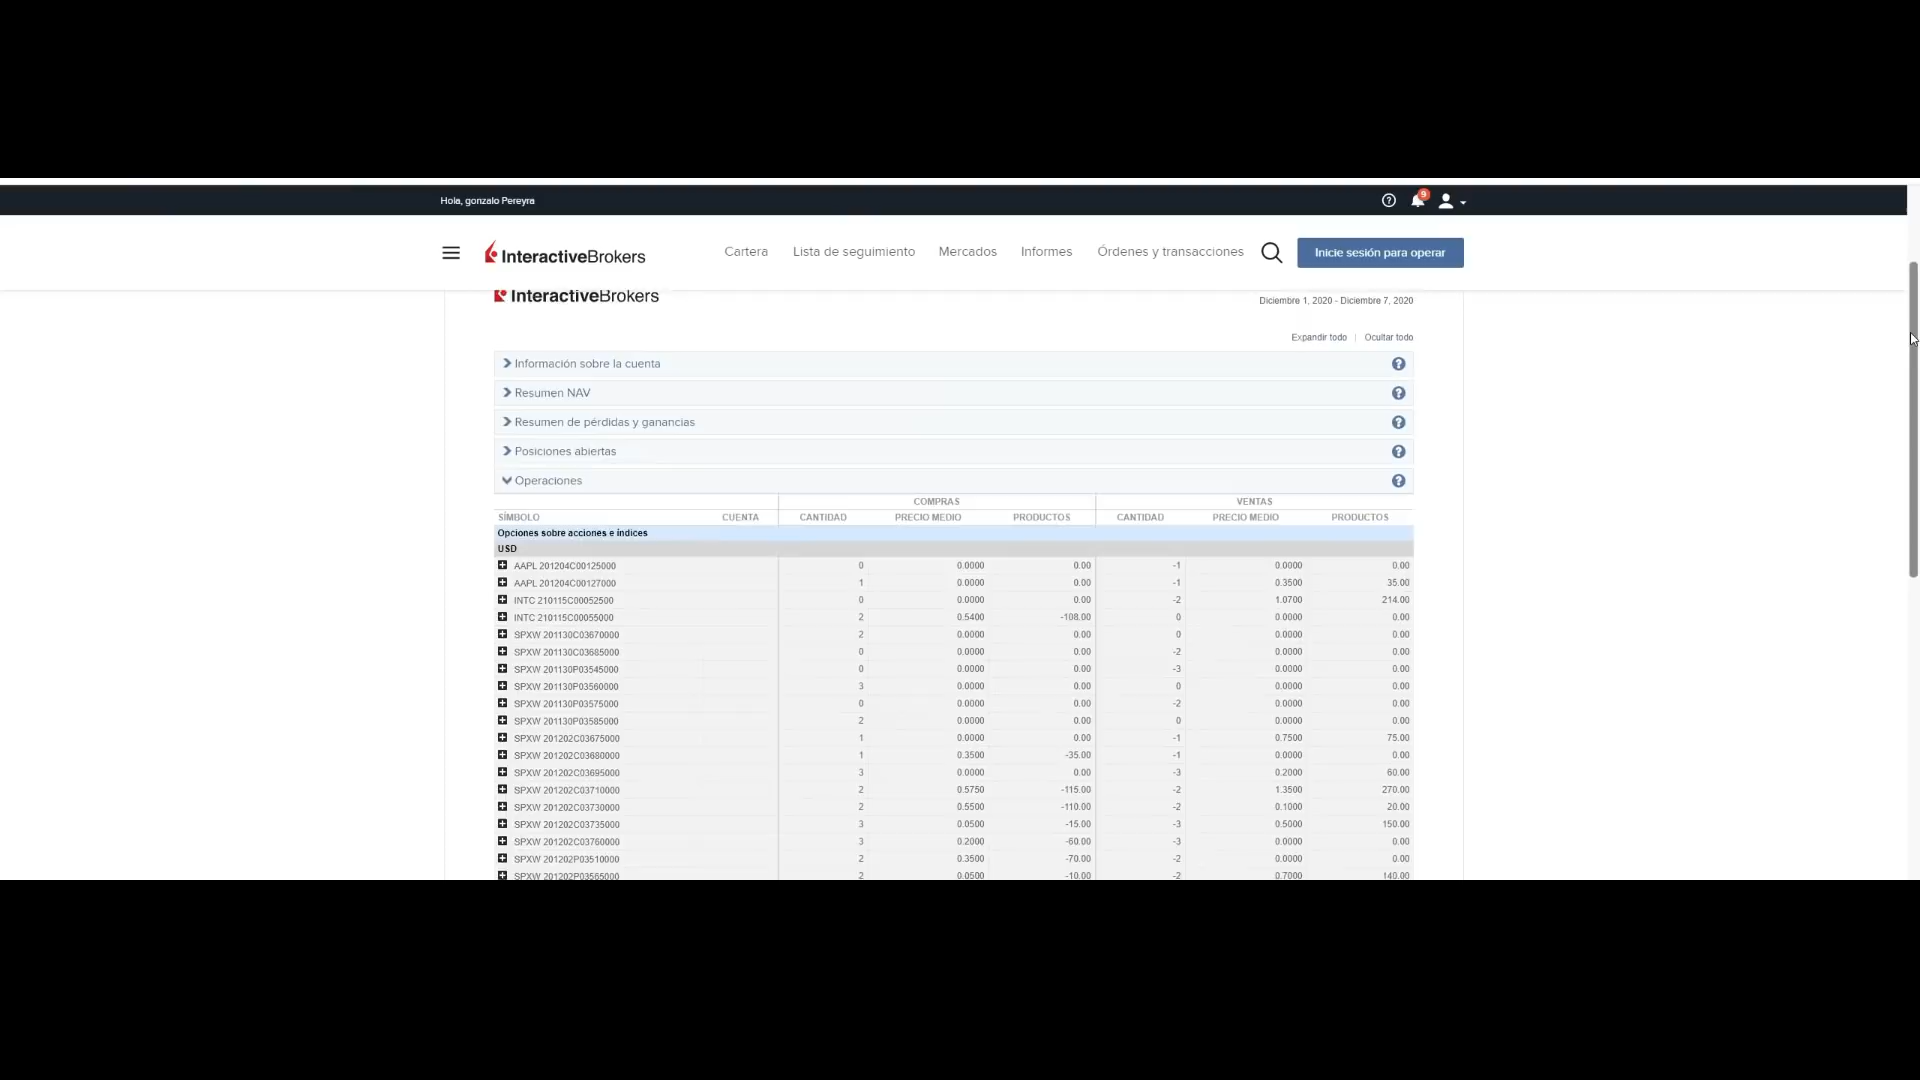 Hola, gonzalo Pereyra
9
InteractiveBrokers Cartera Lista de seguimiento Mercados Informes Órdenes y transacciones Inicie sesión para operar
InteractiveBrokers Diciembre 1, 2020 - Diciembre 7, 2020
Expandir todo | Ocultar todo
Información sobre la cuenta ?
Resumen NAV ?
Resumen de pérdidas y ganancias ?
Posiciones abiertas ?
Operaciones ?
COMPRAS VENTAS
SÍMBOLO CUENTA CANTIDAD PRECIO MEDIO PRODUCTOS CANTIDAD PRECIO MEDIO PRODUCTOS
Opciones sobre acciones e índices
USD
AAPL 201204C00125000 0 0.0000 0.00 -1 0.0000 0.00
AAPL 201204C00127000 1 0.0000 0.00 -1 0.3500 35.00
INTC 210115C00052500 0 0.0000 0.00 -2 1.0700 214.00
INTC 210115C00055000 2 0.5400 -108.00 0 0.0000 0.00
SPXW 201130C03670000 2 0.0000 0.00 0 0.0000 0.00
SPXW 201130C03685000 0 0.0000 0.00 -2 0.0000 0.00
SPXW 201130P03545000 0 0.0000 0.00 -3 0.0000 0.00
SPXW 201130P03560000 3 0.0000 0.00 0 0.0000 0.00
SPXW 201130P03575000 0 0.0000 0.00 -2 0.0000 0.00
SPXW 201130P03585000 2 0.0000 0.00 0 0.0000 0.00
SPXW 201202C03675000 1 0.0000 0.00 -1 0.7500 75.00
SPXW 201202C03680000 1 0.3500 -35.00 -1 0.0000 0.00
SPXW 201202C03695000 3 0.0000 0.00 -3 0.2000 60.00
SPXW 201202C03710000 2 0.5750 -115.00 -2 1.3500 270.00
SPXW 201202C03730000 2 0.5500 -110.00 -2 0.1000 20.00
SPXW 201202C03735000 3 0.0500 -15.00 -3 0.5000 150.00
SPXW 201202C03760000 3 0.2000 -60.00 -3 0.0000 0.00
SPXW 201202P03510000 2 0.3500 -70.00 -2 0.0000 0.00
SPXW 201202P03565000 2 0.0500 -10.00 -2 0.7000 140.00